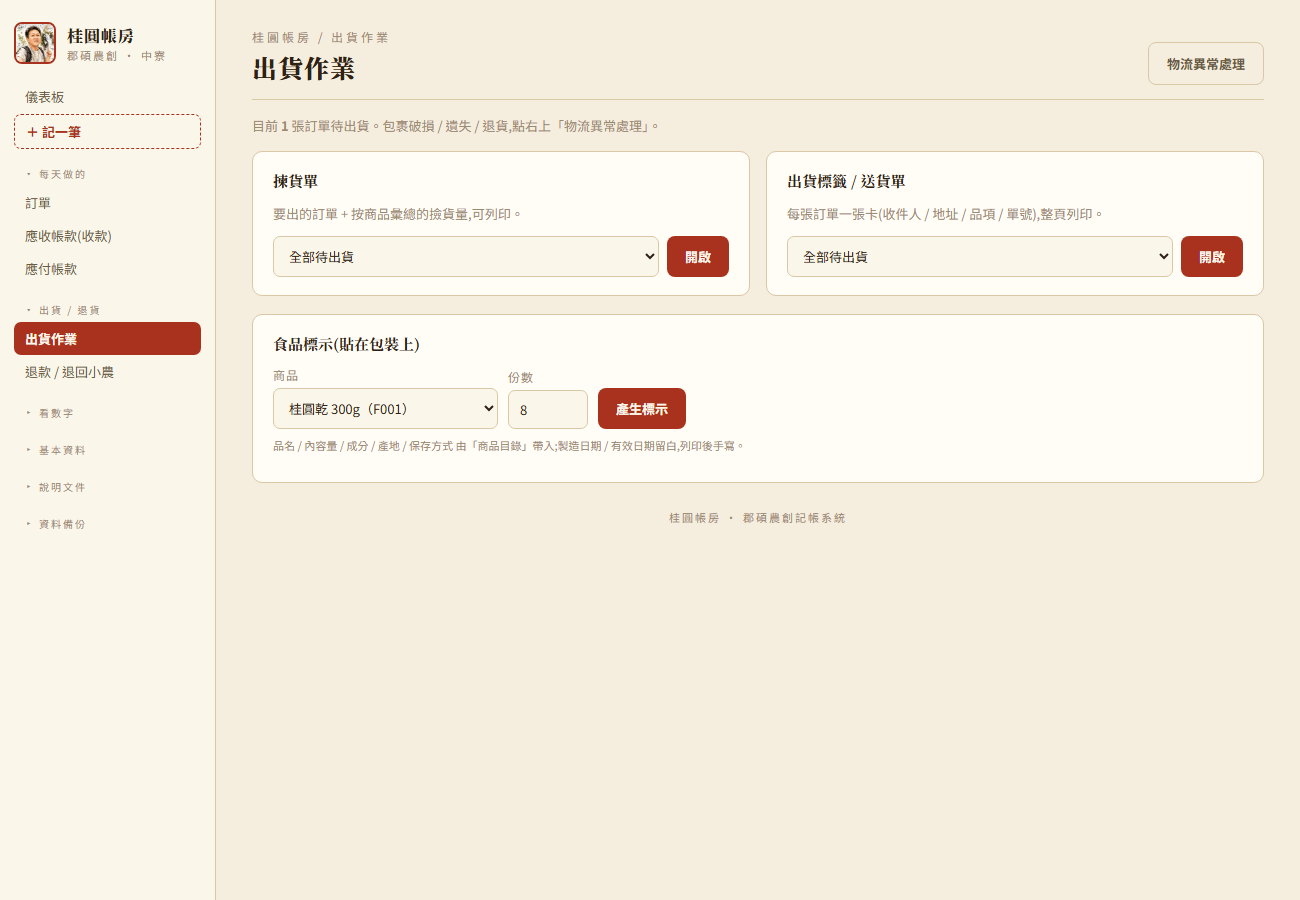 桂圓帳房
郡碩農創 · 中寮
儀表板
＋ 記一筆
每天做的
訂單
應收帳款(收款)
應付帳款
出貨 / 退貨
出貨作業
退款 / 退回小農
看數字
基本資料
說明文件
資料備份
桂圓帳房 / 出貨作業
出貨作業
物流異常處理
目前 1 張訂單待出貨。包裹破損 / 遺失 / 退貨,點右上「物流異常處理」。
揀貨單
要出的訂單 + 按商品彙總的撿貨量,可列印。
全部待出貨
開啟
出貨標籤 / 送貨單
每張訂單一張卡(收件人 / 地址 / 品項 / 單號),整頁列印。
全部待出貨
開啟
食品標示(貼在包裝上)
商品
份數
桂圓乾 300g（F001）
8
產生標示
品名 / 內容量 / 成分 / 產地 / 保存方式 由「商品目錄」帶入;製造日期 / 有效日期留白,列印後手寫。
桂圓帳房 · 郡碩農創記帳系統